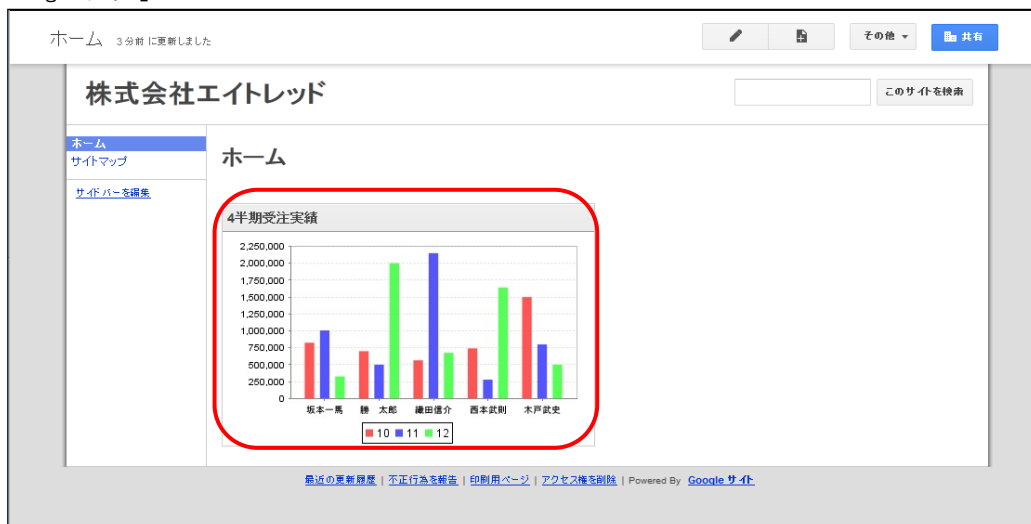 ホーム 3 分前 に更新しました
その他 共有
株式会社エイトレッド
このサイトを検索
ホーム
サイトマップ
サイドバーを編集
ホーム
4半期受注実績
2,250,000
2,000,000
1,750,000
1,500,000
1,250,000
1,000,000
750,000
500,000
250,000
0
坂本一馬 勝 太郎 織田信介 西本武則 木戸武史
10 11 12
最近の更新履歴 | 不正行為を報告 | 印刷用ページ | アクセス権を削除 | Powered By Google サイト